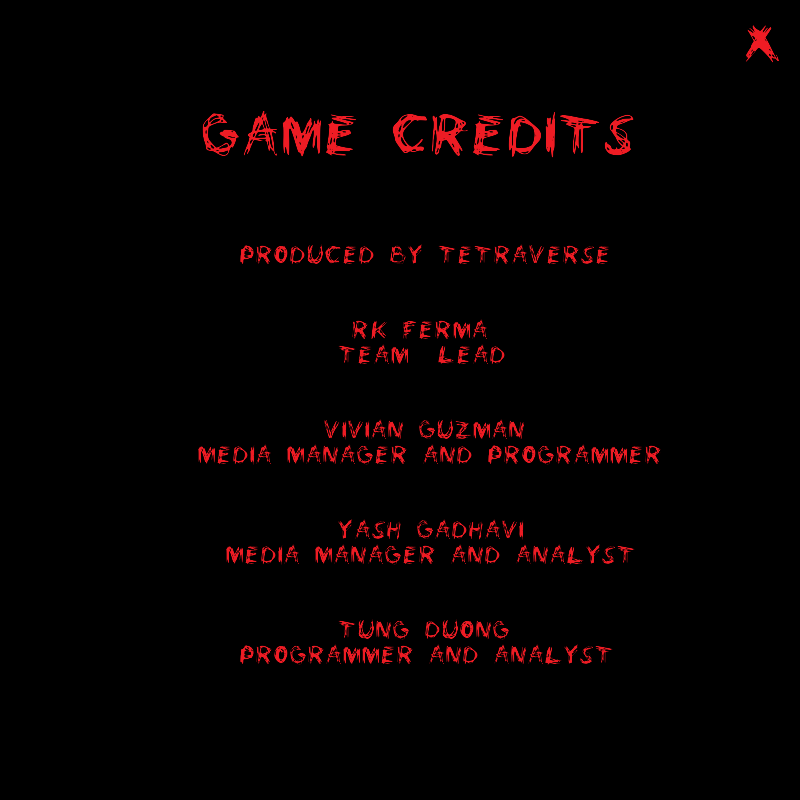 X
GAME CREDITS
PRODUCED BY TETRAVERSE
RK FERMA
TEAM LEAD
VIVIAN GUZMAN
MEDIA MANAGER AND PROGRAMMER
YASH GADHAVI
MEDIA MANAGER AND ANALYST
TUNG DUONG
PROGRAMMER AND ANALYST